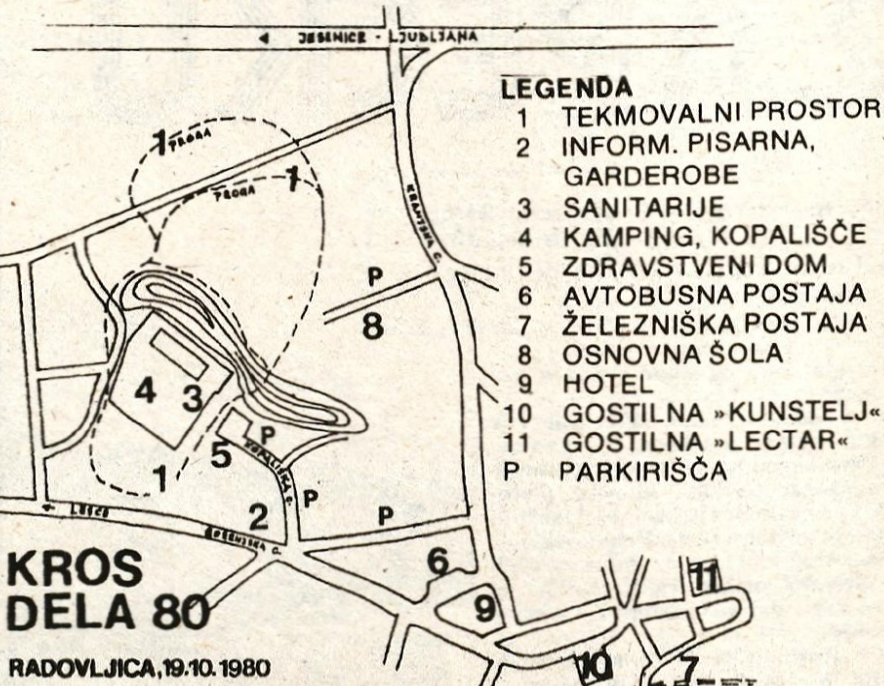 ◄ JESENICE - LJUBLJANA
LEGENDA
1 TEKMOVALNI PROSTOR
2 INFORM. PISARNA,
GARDEROBE
3 SANITARIJE
4 KAMPING, KOPALIŠČE
5 ZDRAVSTVENI DOM
6 AVTOBUSNA POSTAJA
7 ŽELEZNIŠKA POSTAJA
8 OSNOVNA ŠOLA
9 HOTEL
10 GOSTILNA »KUNSTELJ«
11 GOSTILNA »LECTAR«
P PARKIRIŠČA
1 PROGA
PROGA 1
KRANJSKA C.
P
8
4
3
5
P
KOPALIŠKA C.
1
2
P
P
← LESCE
GORENJSKA C.
6
9
11
10
7
KROS
DELA 80
RADOVLJICA, 19.10.1980